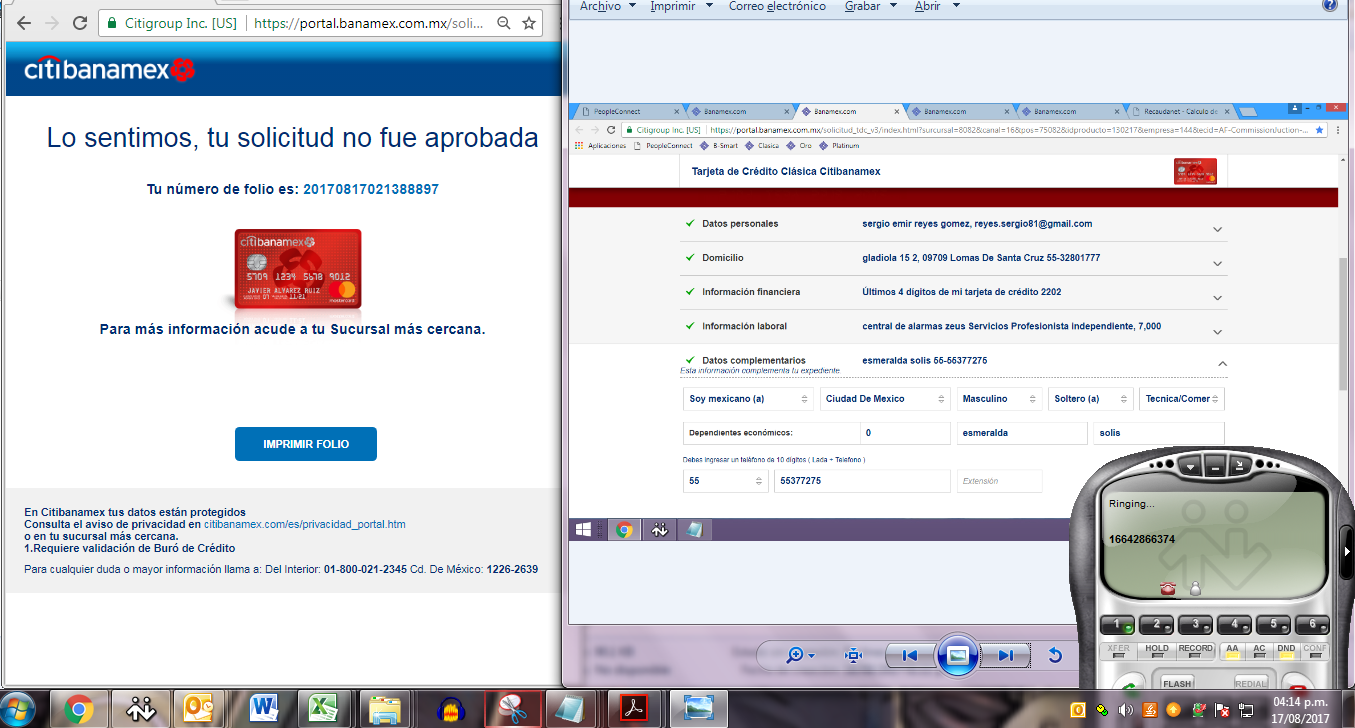 Citigroup Inc. [US] https://portal.banamex.com.mx/soli...
citibanamex
Lo sentimos, tu solicitud no fue aprobada
Tu número de folio es: 20170817021388897
citibanamex
5709 1234 5678 9012
JAVIER ALVAREZ RUIZ
mastercard
Para más información acude a tu Sucursal más cercana.
IMPRIMIR FOLIO
En Citibanamex tus datos están protegidos
Consulta el aviso de privacidad en citibanamex.com/es/privacidad_portal.htm
o en tu sucursal más cercana.
1.Requiere validación de Buró de Crédito
Para cualquier duda o mayor información llama a: Del Interior: 01-800-021-2345 Cd. De México: 1226-2639
Archivo Imprimir Correo electrónico Grabar Abrir
PeopleConnect Banamex.com Banamex.com Banamex.com Banamex.com Recaudanet - Calculo de
Citigroup Inc. [US] https://portal.banamex.com.mx/solicitud_tdc_v3/index.html?sursursal=8082&canal=16&pos=75082&idproducto=130217&empresa=144&ecid=AF-CommissionJuction-...
Aplicaciones PeopleConnect B-Smart Clasica Oro Platinum
Tarjeta de Crédito Clásica Citibanamex
Datos personales sergio emir reyes gomez, reyes.sergio81@gmail.com
Domicilio gladiola 15 2, 09709 Lomas De Santa Cruz 55-32801777
Información financiera Últimos 4 dígitos de mi tarjeta de crédito 2202
Información laboral central de alarmas zeus Servicios Profesionista independiente, 7,000
Datos complementarios esmeralda solis 55-55377275
Esta información complementa tu expediente.
Soy mexicano (a) Ciudad De Mexico Masculino Soltero (a) Tecnica/Comer
Dependientes económicos: 0 esmeralda solis
Debes ingresar un teléfono de 10 dígitos ( Lada + Telefono )
55 55377275 Extensión
Ringing...
16642866374
1 2 3 4 5 6
XFER HOLD RECORD AA AC DND CONF
FLASH REDIAL
04:14 p.m.
17/08/2017